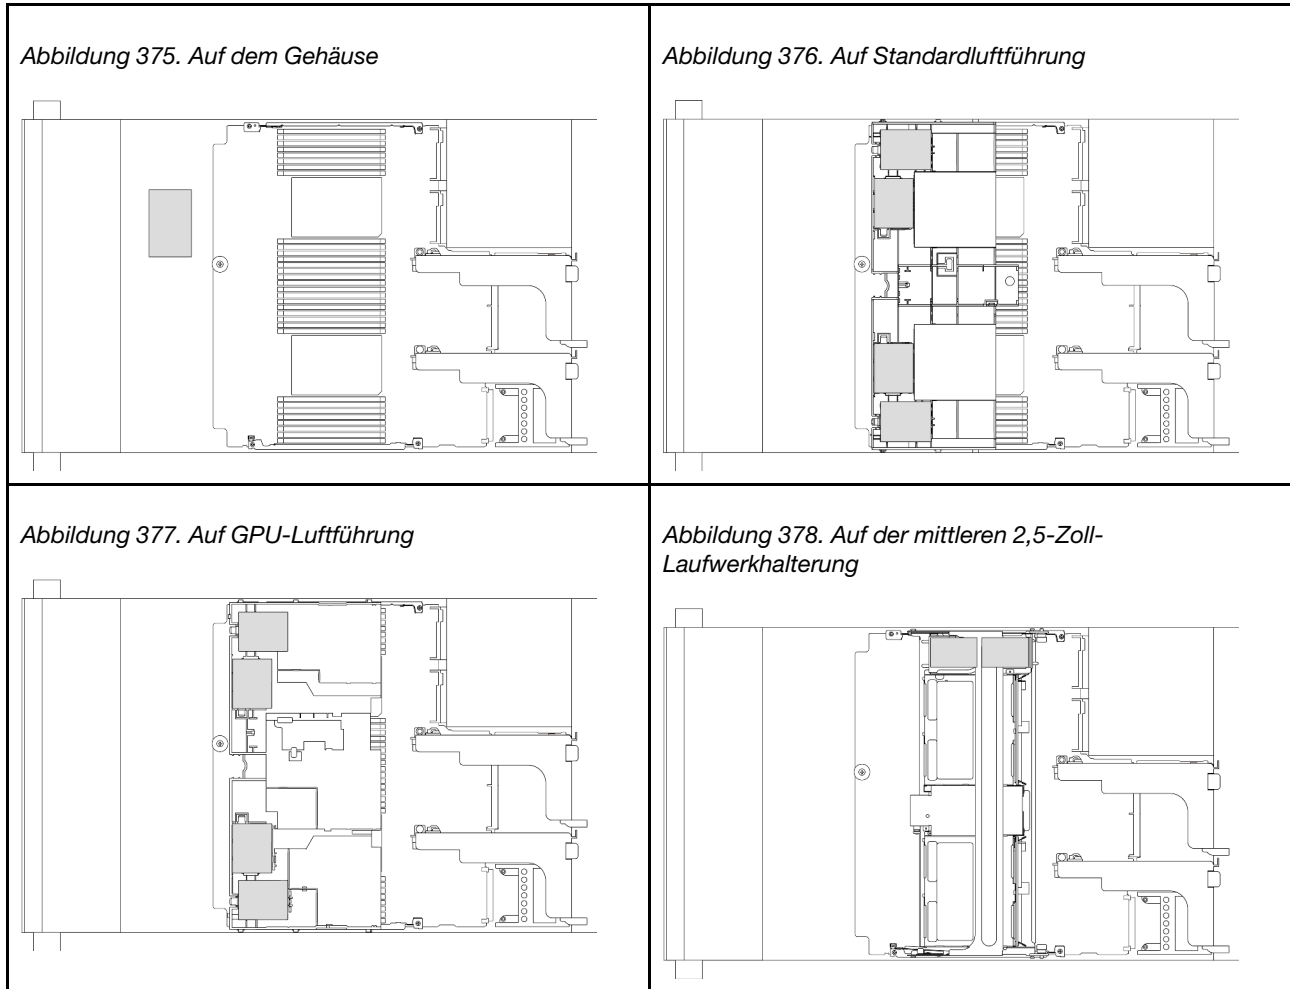 Abbildung 375. Auf dem Gehäuse
Abbildung 376. Auf Standardluftführung
Abbildung 377. Auf GPU-Luftführung
Abbildung 378. Auf der mittleren 2,5-Zoll-
Laufwerkhalterung